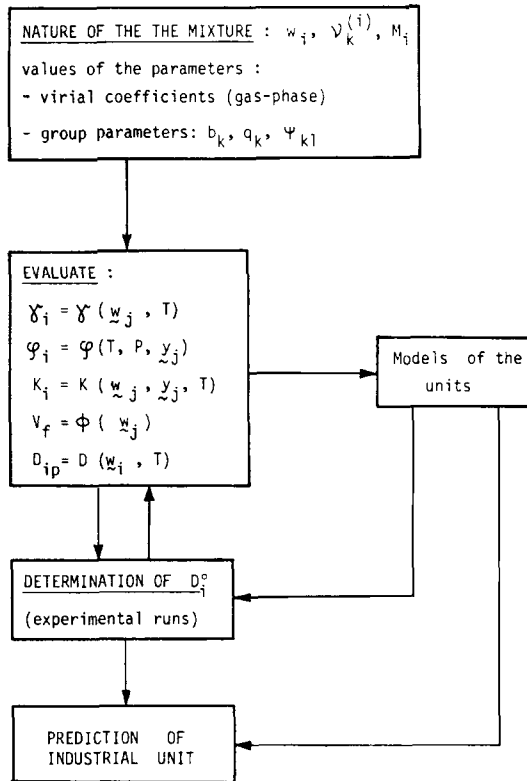 NATURE OF THE THE MIXTURE : w_i, ν_k^(i), M_i
values of the parameters :
- virial coefficients (gas-phase)
- group parameters: b_k, q_k, Ψ_kl
EVALUATE :
γ_i = γ ( w_j , T)
φ_i = φ(T, P, y_j)
K_i = K ( w_j , y_j, T)
V_f = Φ ( w_j)
D_ip = D (w_i , T)
Models of the
units
DETERMINATION OF D_i°
(experimental runs)
PREDICTION OF
INDUSTRIAL UNIT